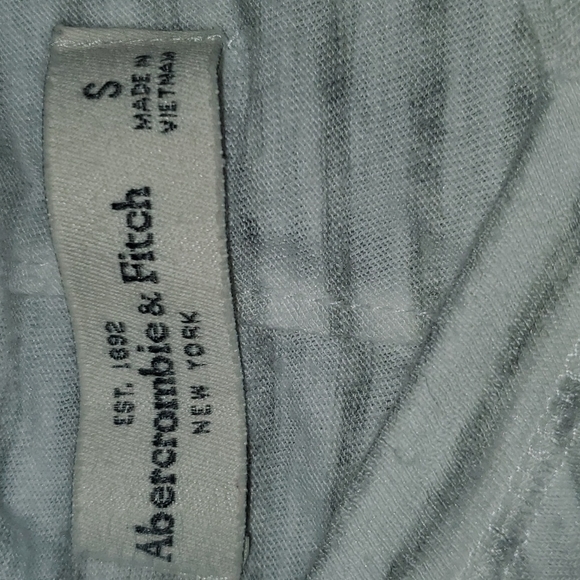 EST. 1892
Abercrombie & Fitch
NEW YORK
S
MADE IN
VIETNAM